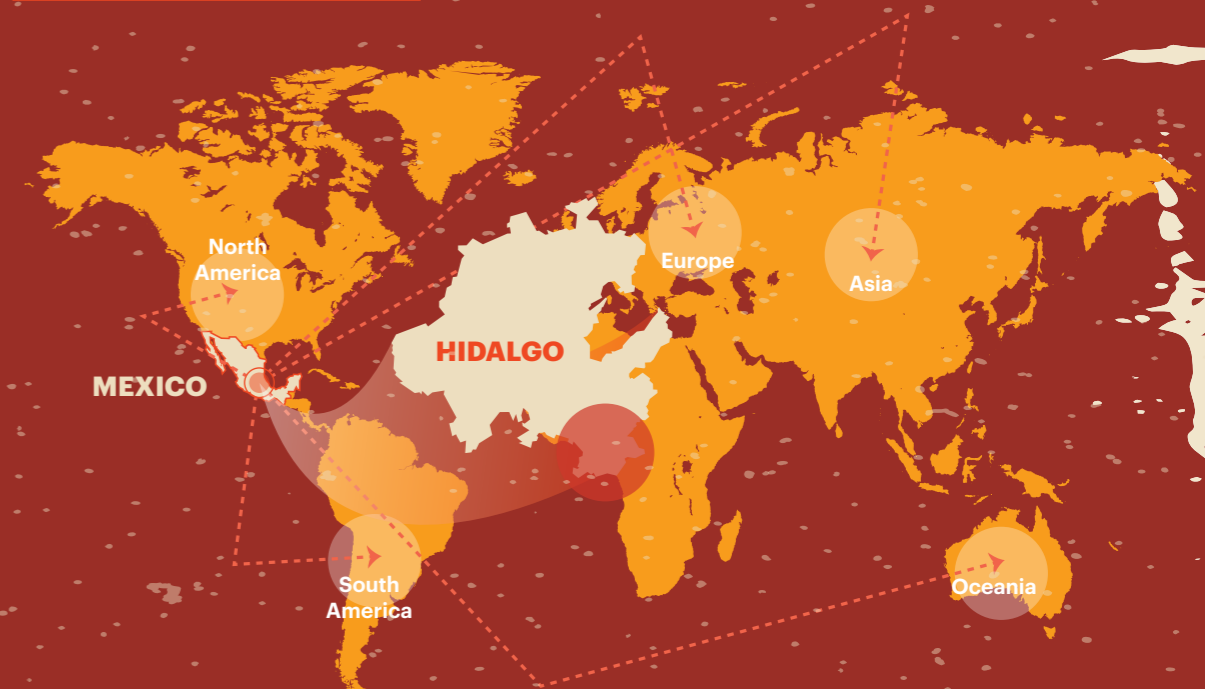 North
America
Europe
Asia
HIDALGO
MEXICO
South
America
Oceania